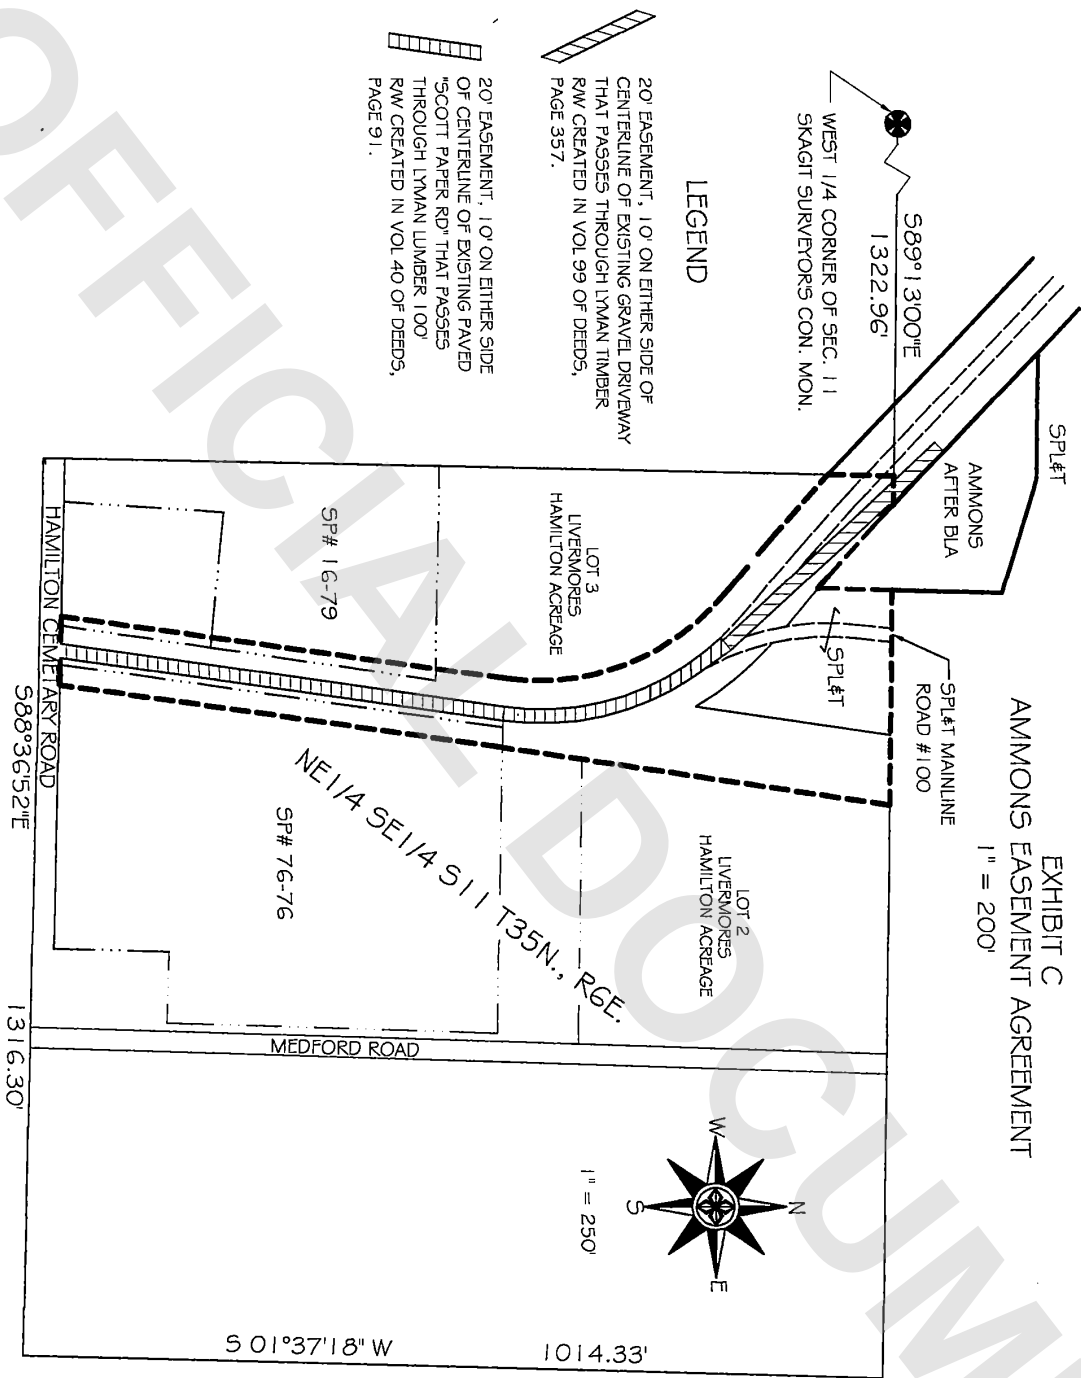 EXHIBIT C
AMMONS EASEMENT AGREEMENT
1" = 200'
S89°13'00"E
1322.96'
WEST 1/4 CORNER OF SEC. 11
SKAGIT SURVEYORS CON. MON.
LEGEND
20' EASEMENT, 10' ON EITHER SIDE OF
CENTERLINE OF EXISTING GRAVEL DRIVEWAY
THAT PASSES THROUGH LYMAN TIMBER
R/W CREATED IN VOL 99 OF DEEDS,
PAGE 357.
20' EASEMENT, 10' ON EITHER SIDE
OF CENTERLINE OF EXISTING PAVED
"SCOTT PAPER RD" THAT PASSES
THROUGH LYMAN LUMBER 100'
R/W CREATED IN VOL 40 OF DEEDS,
PAGE 91.
SPL&T
AMMONS
AFTER BLA
SPL&T MAINLINE
ROAD #100
SPL&T
LOT 3
LIVERMORES
HAMILTON ACREAGE
SP# 16-79
LOT 2
LIVERMORES
HAMILTON ACREAGE
NE1/4 SE1/4 S11 T35N., R6E.
SP# 76-76
HAMILTON CEMETARY ROAD
S88°36'52"E
1316.30'
MEDFORD ROAD
N
W
E
S
1" = 250'
S 01°37'18" W
1014.33'
OFFICIAL DOCUM